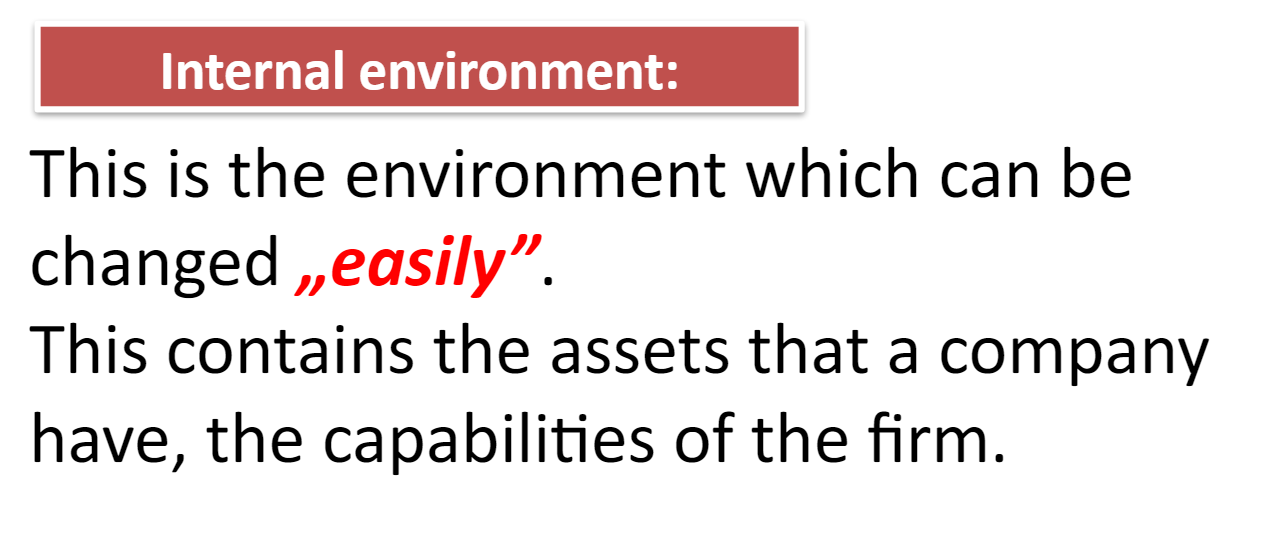 Internal environment:
This is the environment which can be
changed „easily”.
This contains the assets that a company
have, the capabilities of the firm.